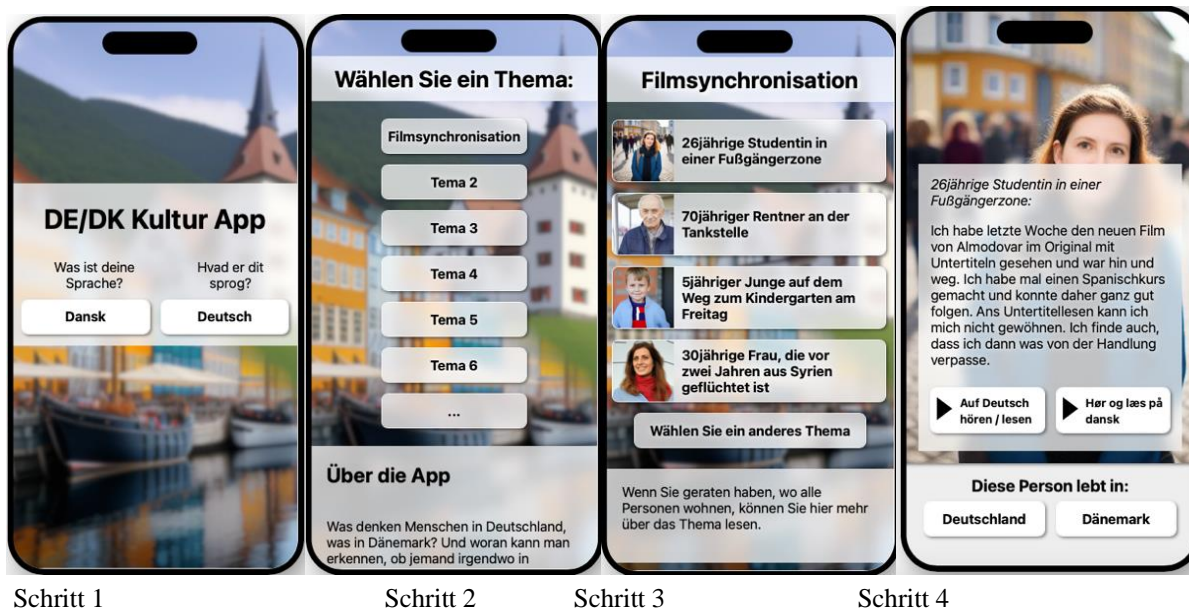 DE/DK Kultur App
Was ist deine
Sprache?
Hvad er dit
sprog?
Dansk
Deutsch
Wählen Sie ein Thema:
Filmsynchronisation
Tema 2
Tema 3
Tema 4
Tema 5
Tema 6
...
Über die App
Was denken Menschen in Deutschland,
was in Dänemark? Und woran kann man
erkennen, ob jemand irgendwo in
Filmsynchronisation
26jährige Studentin in
einer Fußgängerzone
70jähriger Rentner an der
Tankstelle
5jähriger Junge auf dem
Weg zum Kindergarten am
Freitag
30jährige Frau, die vor
zwei Jahren aus Syrien
geflüchtet ist
Wählen Sie ein anderes Thema
Wenn Sie geraten haben, wo alle
Personen wohnen, können Sie hier mehr
über das Thema lesen.
26jährige Studentin in einer
Fußgängerzone:
Ich habe letzte Woche den neuen Film
von Almodovar im Original mit
Untertiteln gesehen und war hin und
weg. Ich habe mal einen Spanischkurs
gemacht und konnte daher ganz gut
folgen. Ans Untertitellesen kann ich
mich nicht gewöhnen. Ich finde auch,
dass ich dann was von der Handlung
verpasse.
Auf Deutsch
hören / lesen
Hør og læs på
dansk
Diese Person lebt in:
Deutschland
Dänemark
Schritt 1
Schritt 2
Schritt 3
Schritt 4